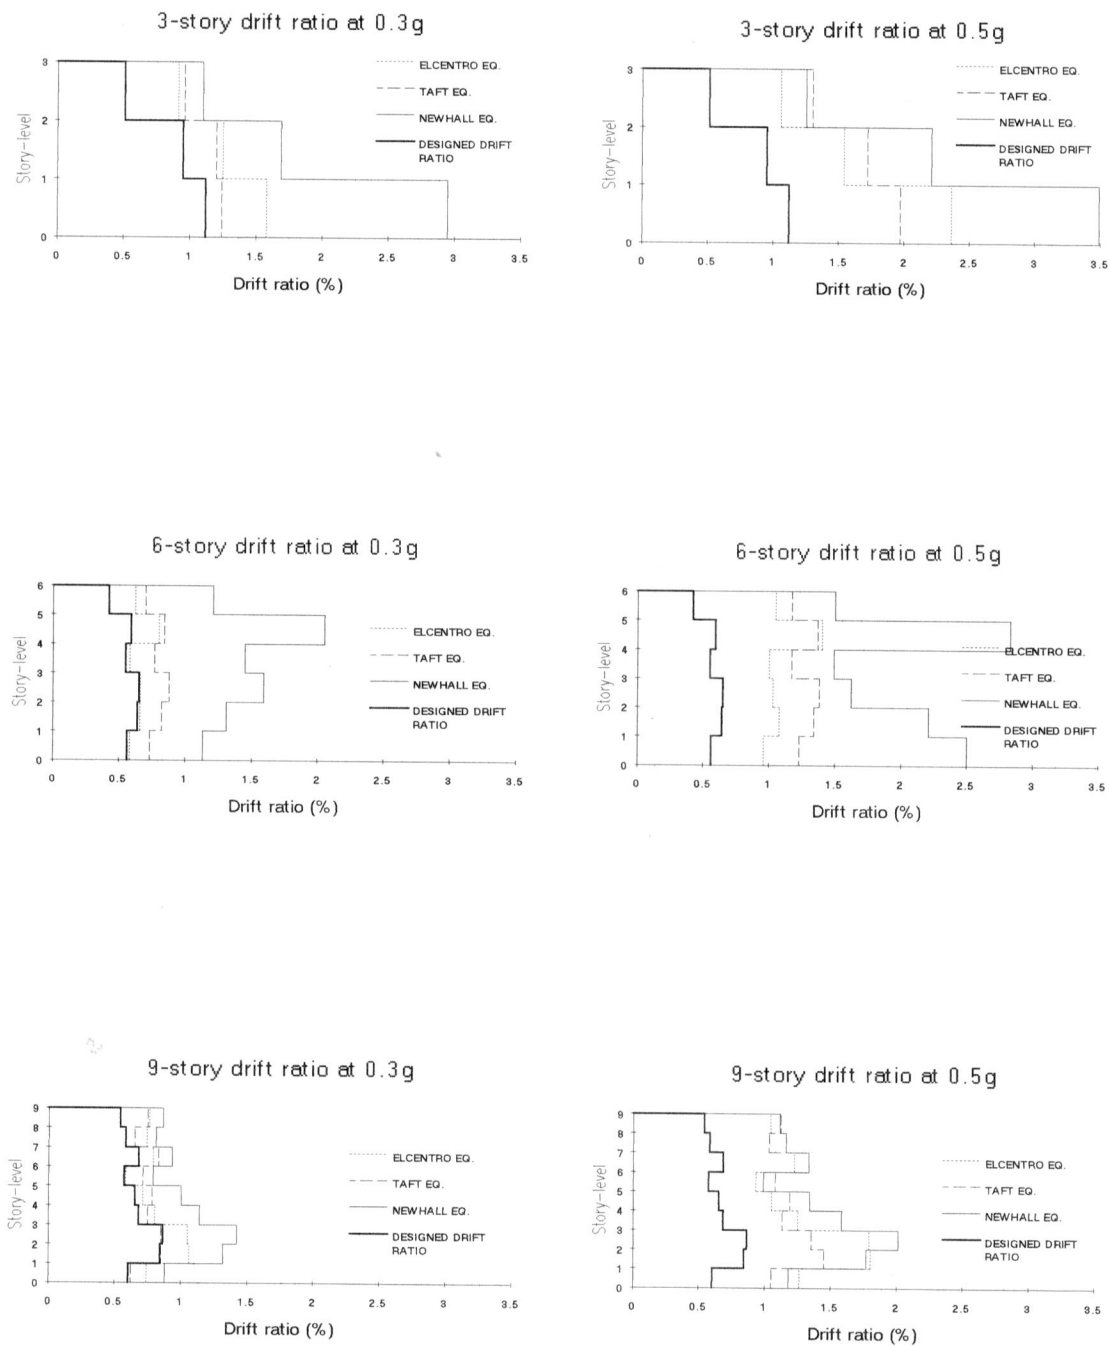 3-story drift ratio at 0.3g
Story-level
3
2
1
0
ELCENTRO EQ.
TAFT EQ.
NEWHALL EQ.
DESIGNED DRIFT
RATIO
0 0.5 1 1.5 2 2.5 3 3.5
Drift ratio (%)
3-story drift ratio at 0.5g
Story-level
3
2
1
0
ELCENTRO EQ.
TAFT EQ.
NEWHALL EQ.
DESIGNED DRIFT
RATIO
0 0.5 1 1.5 2 2.5 3 3.5
Drift ratio (%)
6-story drift ratio at 0.3g
Story-level
6
5
4
3
2
1
0
ELCENTRO EQ.
TAFT EQ.
NEWHALL EQ.
DESIGNED DRIFT
RATIO
0 0.5 1 1.5 2 2.5 3 3.5
Drift ratio (%)
6-story drift ratio at 0.5g
Story-level
6
5
4
3
2
1
0
ELCENTRO EQ.
TAFT EQ.
NEWHALL EQ.
DESIGNED DRIFT
RATIO
0 0.5 1 1.5 2 2.5 3 3.5
Drift ratio (%)
9-story drift ratio at 0.3g
Story-level
9
8
7
6
5
4
3
2
1
0
ELCENTRO EQ.
TAFT EQ.
NEWHALL EQ.
DESIGNED DRIFT
RATIO
0 0.5 1 1.5 2 2.5 3 3.5
Drift ratio (%)
9-story drift ratio at 0.5g
Story-level
9
8
7
6
5
4
3
2
1
0
ELCENTRO EQ.
TAFT EQ.
NEWHALL EQ.
DESIGNED DRIFT
RATIO
0 0.5 1 1.5 2 2.5 3 3.5
Drift ratio (%)